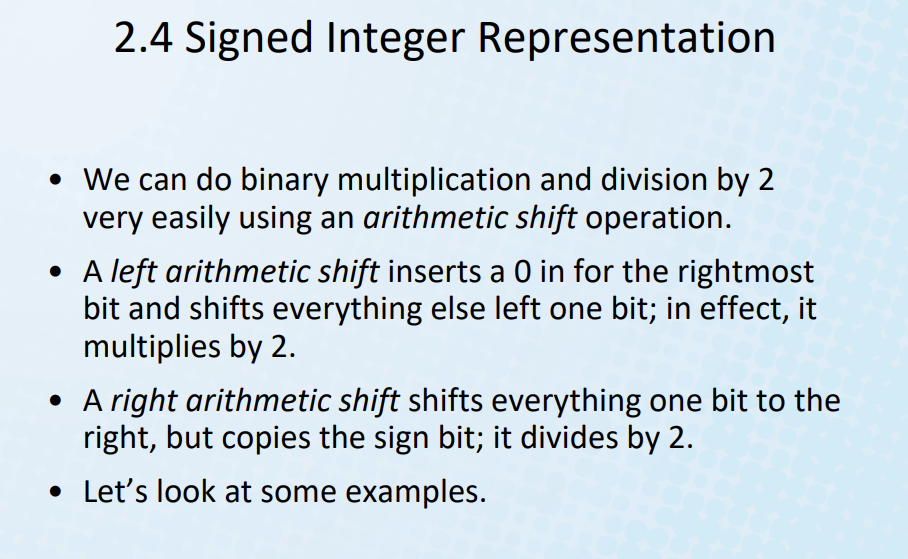 2.4 Signed Integer Representation
• We can do binary multiplication and division by 2
very easily using an arithmetic shift operation.
• A left arithmetic shift inserts a 0 in for the rightmost
bit and shifts everything else left one bit; in effect, it
multiplies by 2.
• A right arithmetic shift shifts everything one bit to the
right, but copies the sign bit; it divides by 2.
• Let’s look at some examples.